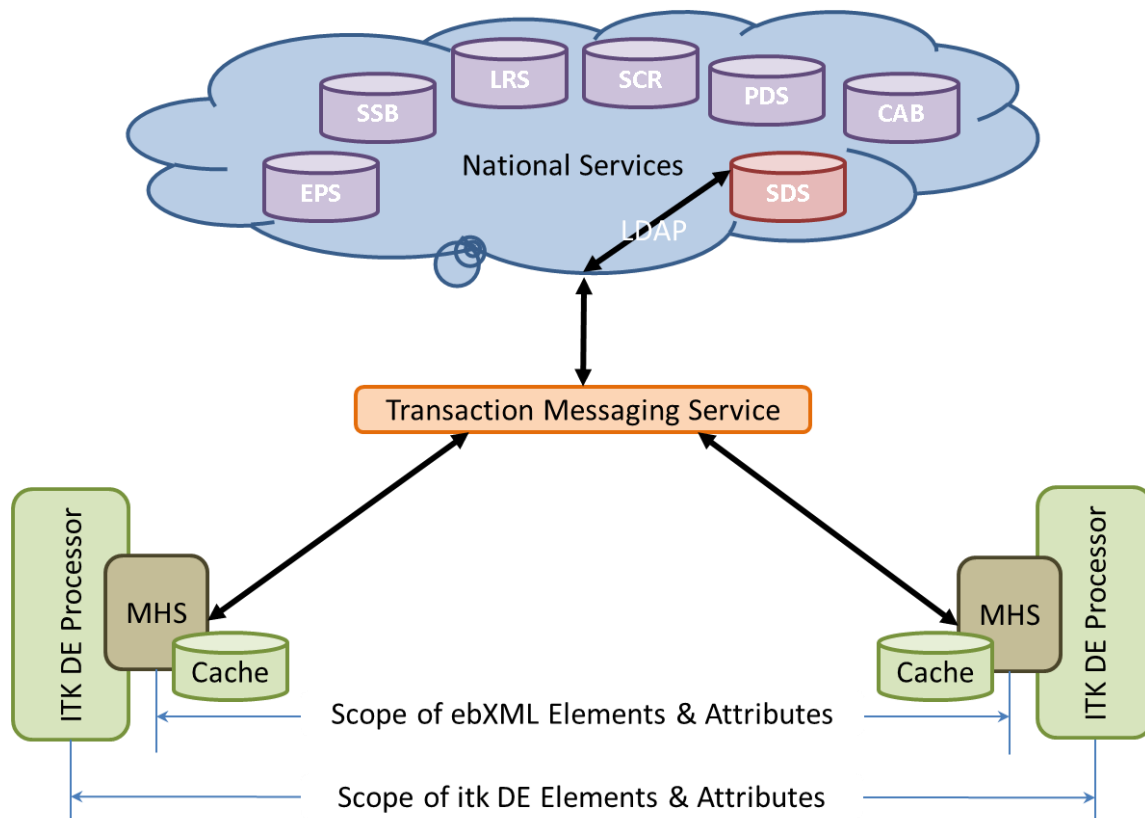 LRS
SCR
PDS
SSB
CAB
National Services
EPS
SDS
LDAP
Transaction Messaging Service
ITK DE Processor
MHS
Cache
MHS
Cache
ITK DE Processor
Scope of ebXML Elements & Attributes
Scope of itk DE Elements & Attributes